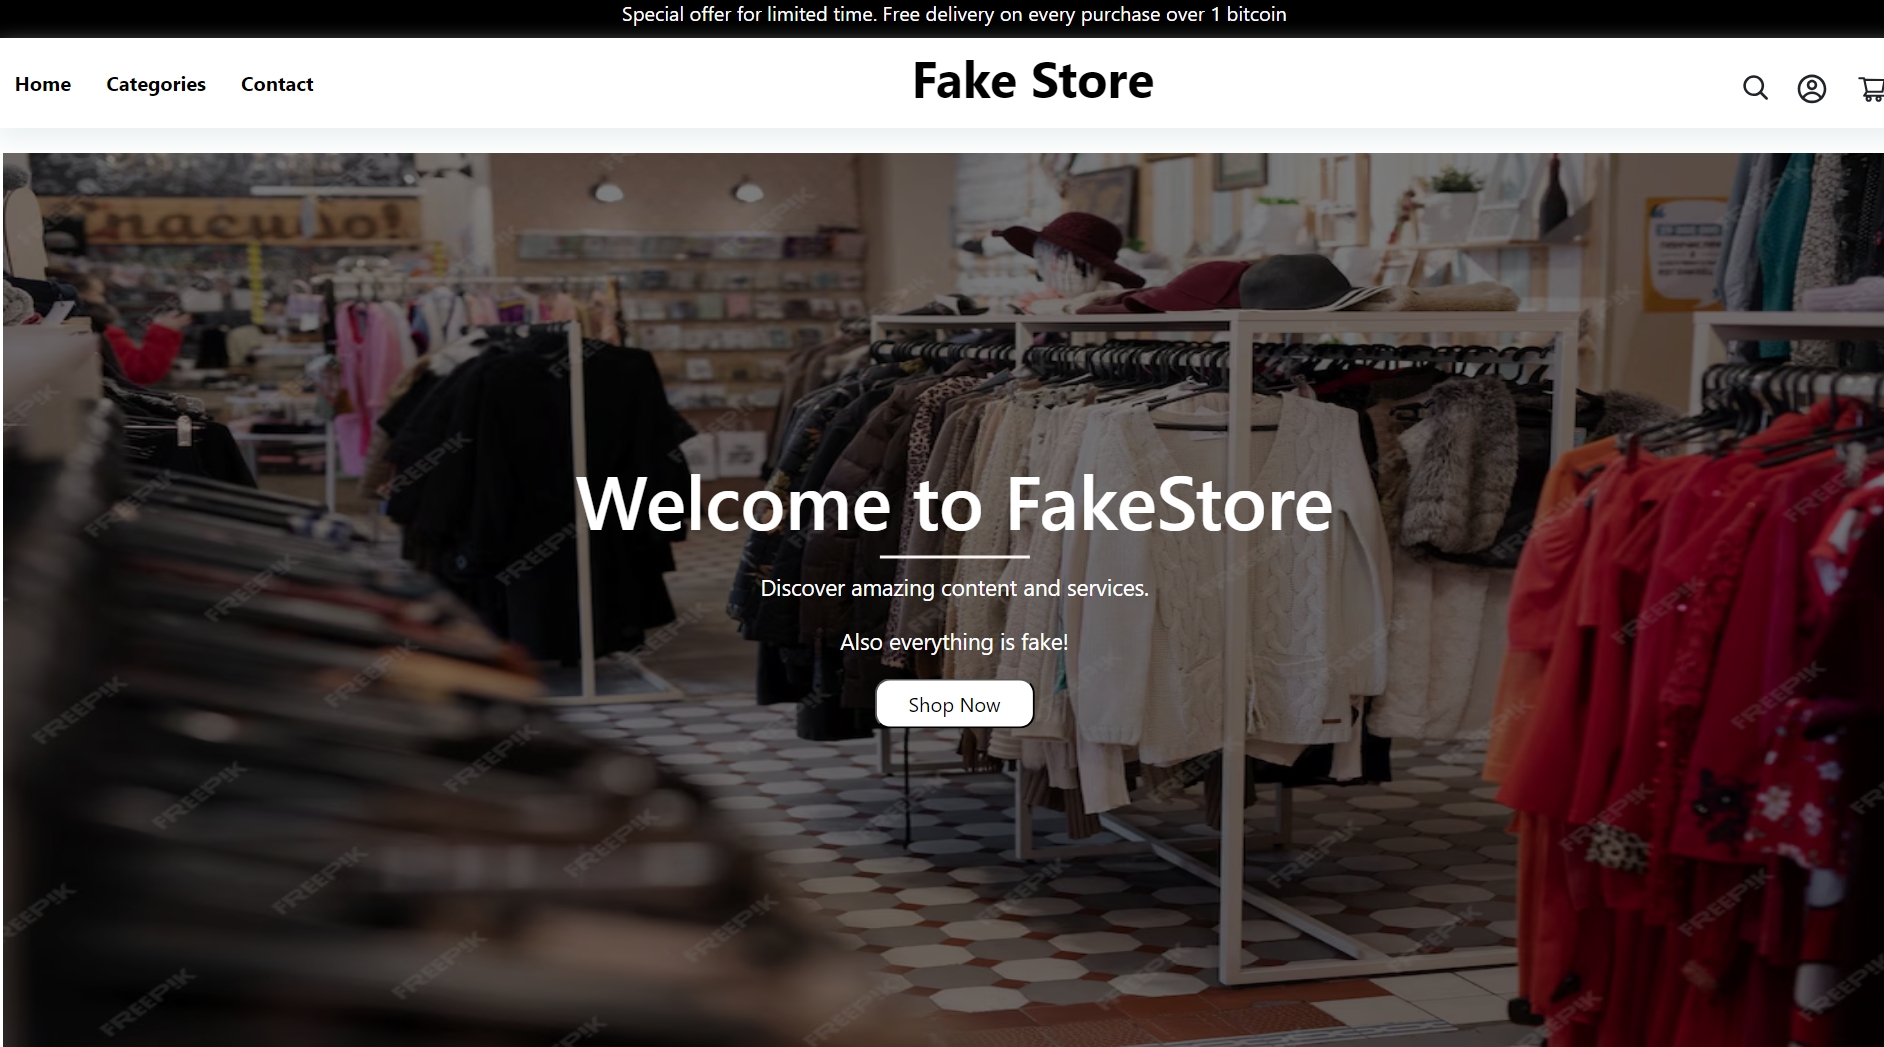 Special offer for limited time. Free delivery on every purchase over 1 bitcoin
Home Categories Contact
Fake Store
Welcome to FakeStore
Discover amazing content and services.
Also everything is fake!
Shop Now
FREEPIK